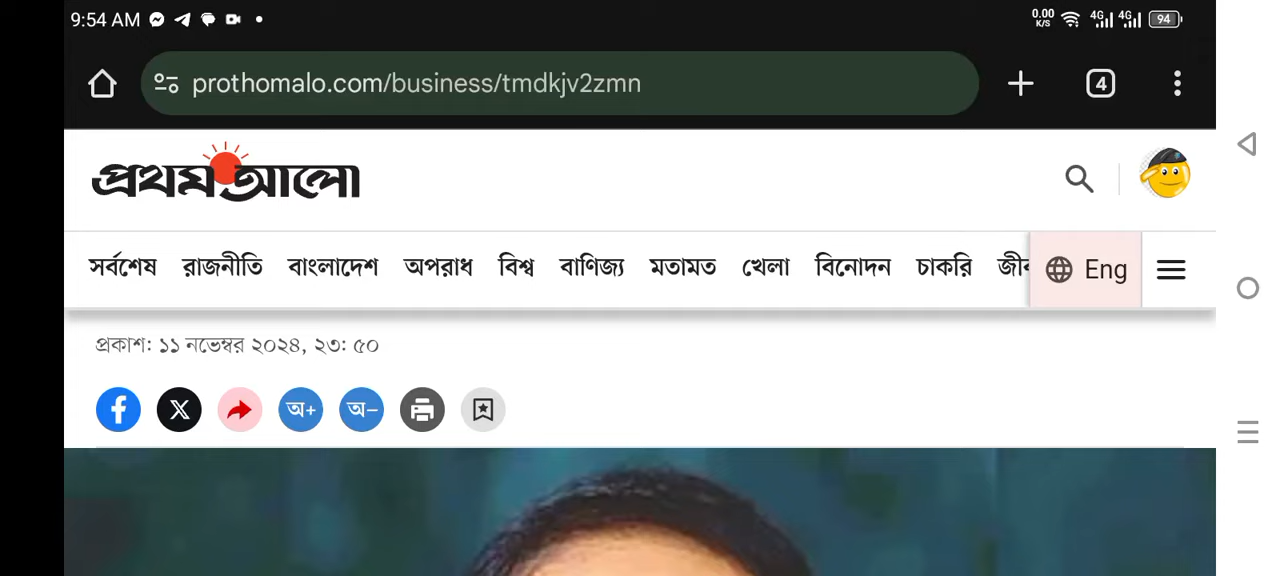 9:54 AM
0.00 K/S 4G 4G 94
prothomalo.com/business/tmdkjv2zmn
4
প্রথম আলো
সর্বশেষ রাজনীতি বাংলাদেশ অপরাধ বিশ্ব বাণিজ্য মতামত খেলা বিনোদন চাকরি Eng
প্রকাশ: ১১ নভেম্বর ২০২৪, ২৩: ৫০
অ+ অ−